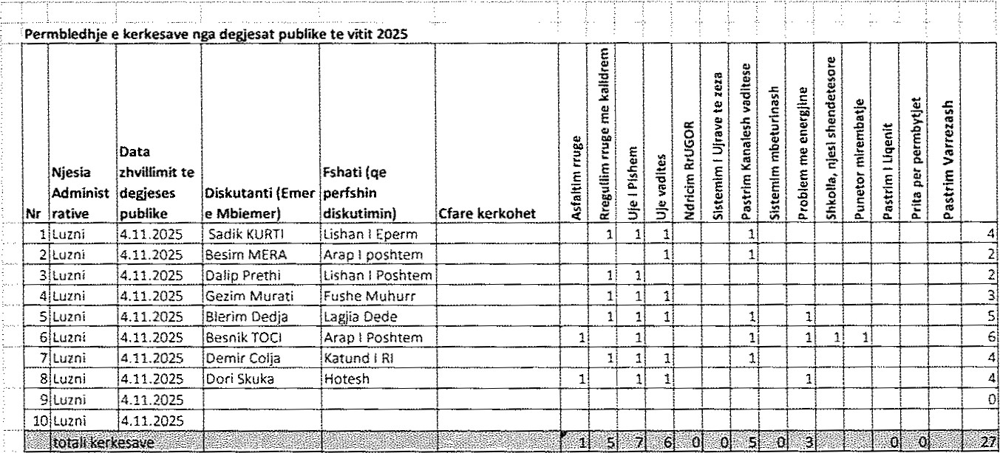 Permbledhje e kerkesave nga degjesat publike te vitit 2025
Nr Njesia Administ rative Data zhvillimit te degjeses publike Diskutanti (Emer e Mbiemer) Fshati (qe perfshin diskutimin) Cfare kerkohet Asfaltim rruge Rregullim rruge me kalldrem Uje I Pishem Uje vadites Ndricim RrUGOR Sistemim I Ujrave te zeza Pastrim Kanalesh vaditese Sistemim mbeturinash Problem me energjine Shkolla, njesi shendetesore Punetor mirembatje Pastrim I Liqenit Prita per permbytjet Pastrim Varrezash
1 Luzni 4.11.2025 Sadik KURTI Lishan I Eperm 1 1 1 1 4
2 Luzni 4.11.2025 Besim MERA Arap I poshtem 1 1 2
3 Luzni 4.11.2025 Dalip Prethi Lishan I Poshtem 1 1 2
4 Luzni 4.11.2025 Gezim Murati Fushe Muhurr 1 1 1 3
5 Luzni 4.11.2025 Blerim Dedja Lagjia Dede 1 1 1 1 1 5
6 Luzni 4.11.2025 Besnik TOCI Arap I Poshtem 1 1 1 1 1 1 6
7 Luzni 4.11.2025 Demir Colja Katund I RI 1 1 1 1 4
8 Luzni 4.11.2025 Dori Skuka Hotesh 1 1 1 1 4
9 Luzni 4.11.2025 0
10 Luzni 4.11.2025
totali kerkesave 1 5 7 6 0 0 5 0 3 0 0 27